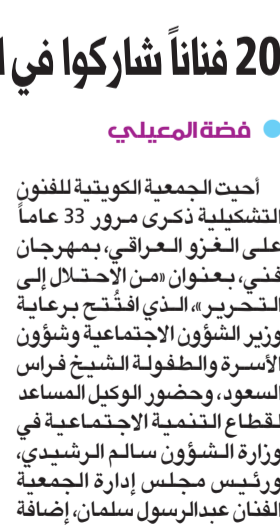 20 فناناً شاركوا في ا
فضة المعيلي
أحيت الجمعية الكويتية للفنون
التشكيلية ذكرى مرور 33 عاماً
على الغزو العراقي، بمهرجان
فني، بعنوان «من الاحتلال إلى
التحرير»، الذي افتُتح برعاية
وزير الشؤون الاجتماعية وشؤون
الأسرة والطفولة الشيخ فراس
السعود، وحضور الوكيل المساعد
لقطاع التنمية الاجتماعية في
وزارة الشؤون سالم الرشيدي،
ورئيس مجلس إدارة الجمعية
الفنان عبدالرسول سلمان، إضافة